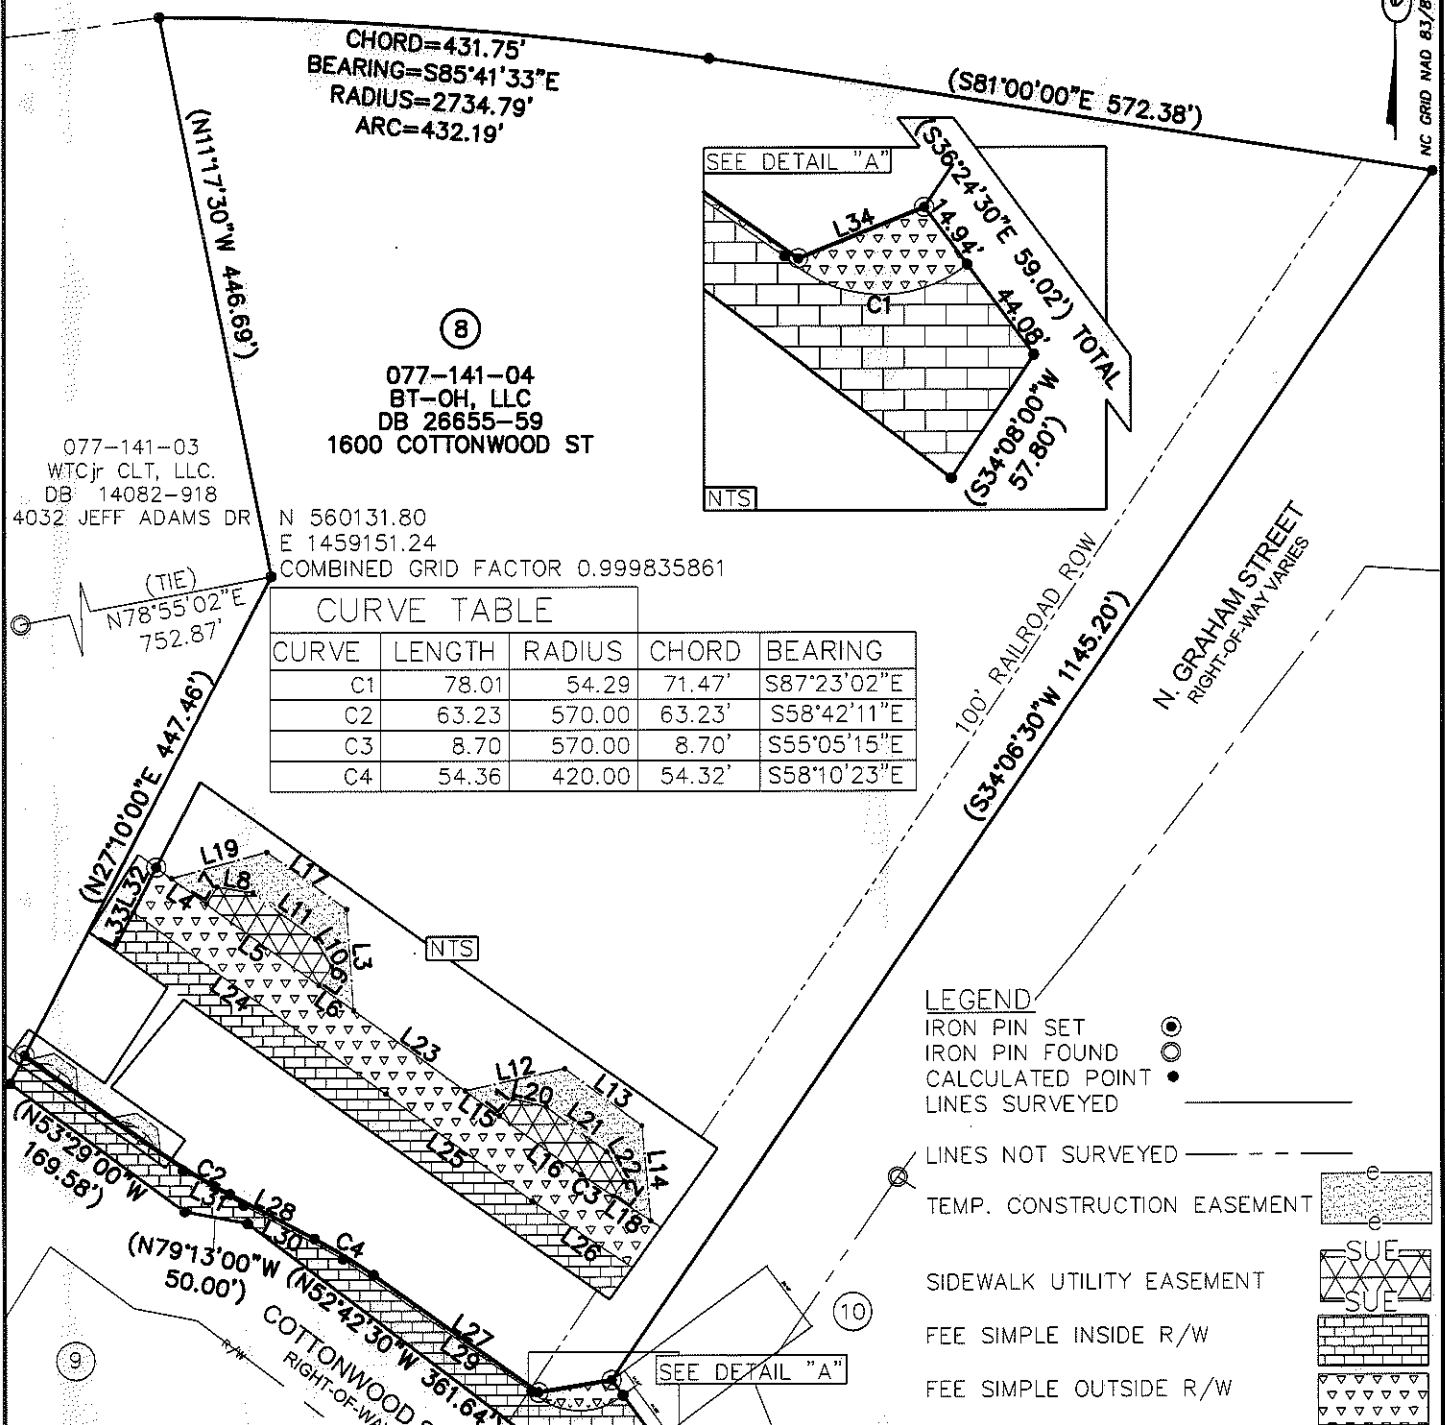 NC GRID NAD 83/8
CHORD=431.75'
BEARING=S85°41'33"E
RADIUS=2734.79'
ARC=432.19'
(S81°00'00"E 572.38')
(N11°17'30"W 446.69')
SEE DETAIL "A"
(S36°24'30"E 59.02') TOTAL
L34
14.94'
44.08'
C1
(S34°08'00"W
57.80')
NTS
8
077-141-04
BT-OH, LLC
DB 26655-59
1600 COTTONWOOD ST
077-141-03
WTCjr CLT, LLC.
DB 14082-918
4032 JEFF ADAMS DR
N 560131.80
E 1459151.24
COMBINED GRID FACTOR 0.999835861
(TIE)
N78°55'02"E
752.87'
CURVE TABLE
CURVE LENGTH RADIUS CHORD BEARING
C1 78.01 54.29 71.47' S87°23'02"E
C2 63.23 570.00 63.23' S58°42'11"E
C3 8.70 570.00 8.70' S55°05'15"E
C4 54.36 420.00 54.32' S58°10'23"E
100' RAILROAD ROW
(S34°06'30"W 1145.20')
N. GRAHAM STREET
RIGHT-OF-WAY VARIES
(N27°10'00"E 447.46')
L33
L32
L19
L17
L4
L7
L8
L11
L10
L9
L3
L5
L6
L24
L23
NTS
L12
L13
L15
L1
L20
L21
L22
L2
L14
L16
C3
L18
L25
L26
(N53°29'00"W
169.58')
C2
L31
L28
L30
C4
(N79°13'00"W
50.00')
(N52°42'30"W 361.64'
L27
L29
COTTONWOOD S
RIGHT-OF-WA
R/W
9
10
SEE DETAIL "A"
LEGEND
IRON PIN SET
IRON PIN FOUND
CALCULATED POINT
LINES SURVEYED
LINES NOT SURVEYED
TEMP. CONSTRUCTION EASEMENT
e
e
SIDEWALK UTILITY EASEMENT
SUE
SUE
FEE SIMPLE INSIDE R/W
FEE SIMPLE OUTSIDE R/W